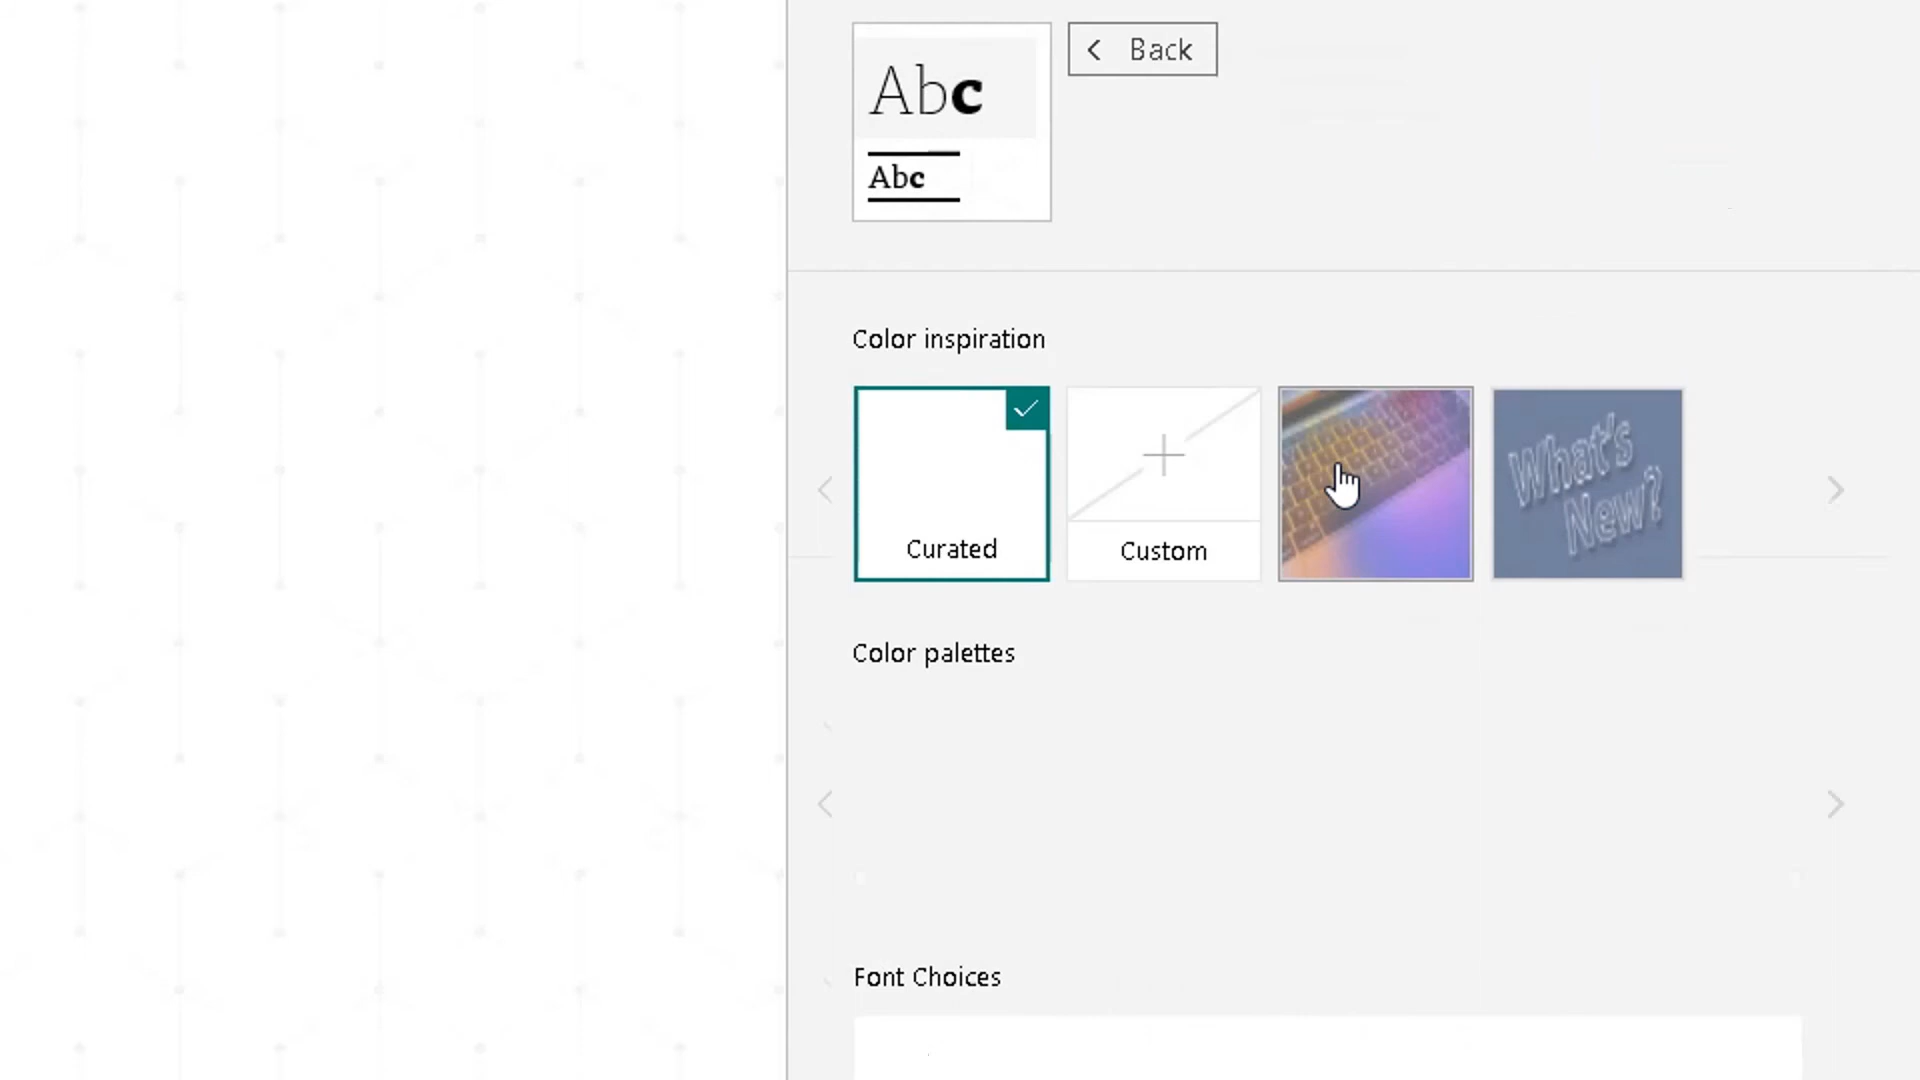 Abc
Back
Abc
Color inspiration
Curated
Custom
What's
New?
Color palettes
Font Choices